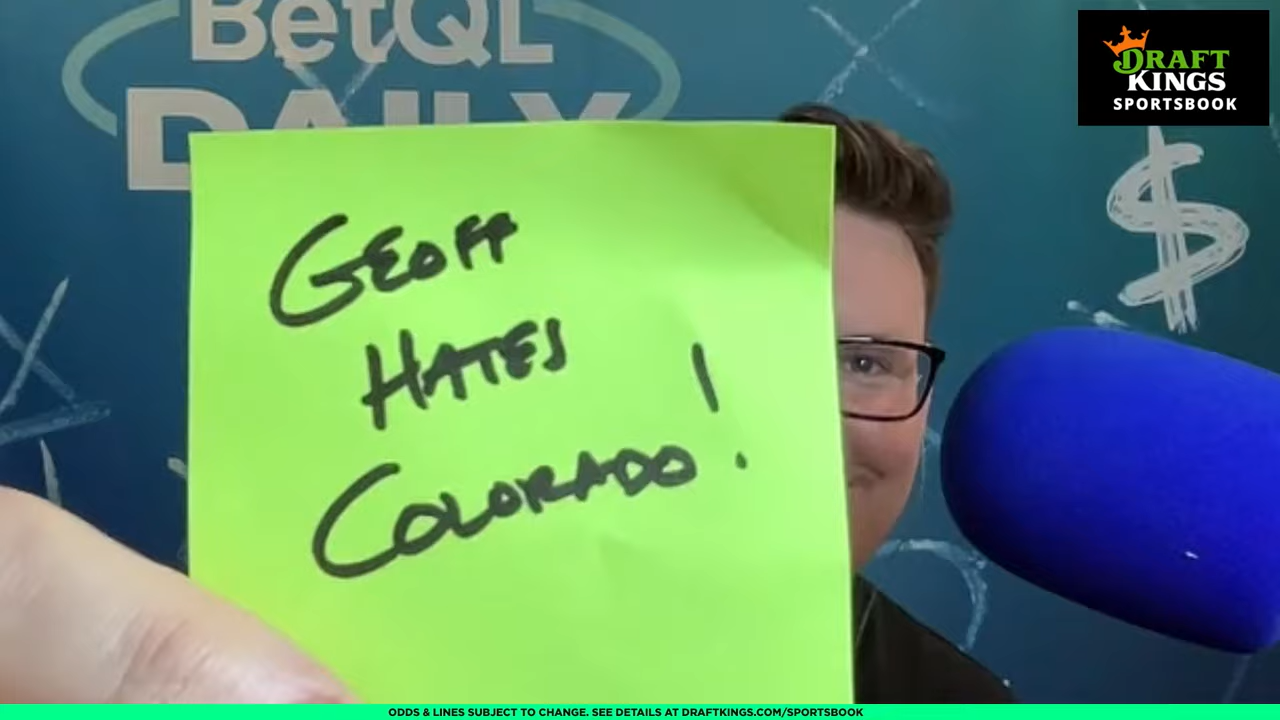 BetQL
DAILY
DRAFT
KINGS
SPORTSBOOK
$
GEOFF
HATES
COLORADO!
ODDS & LINES SUBJECT TO CHANGE. SEE DETAILS AT DRAFTKINGS.COM/SPORTSBOOK